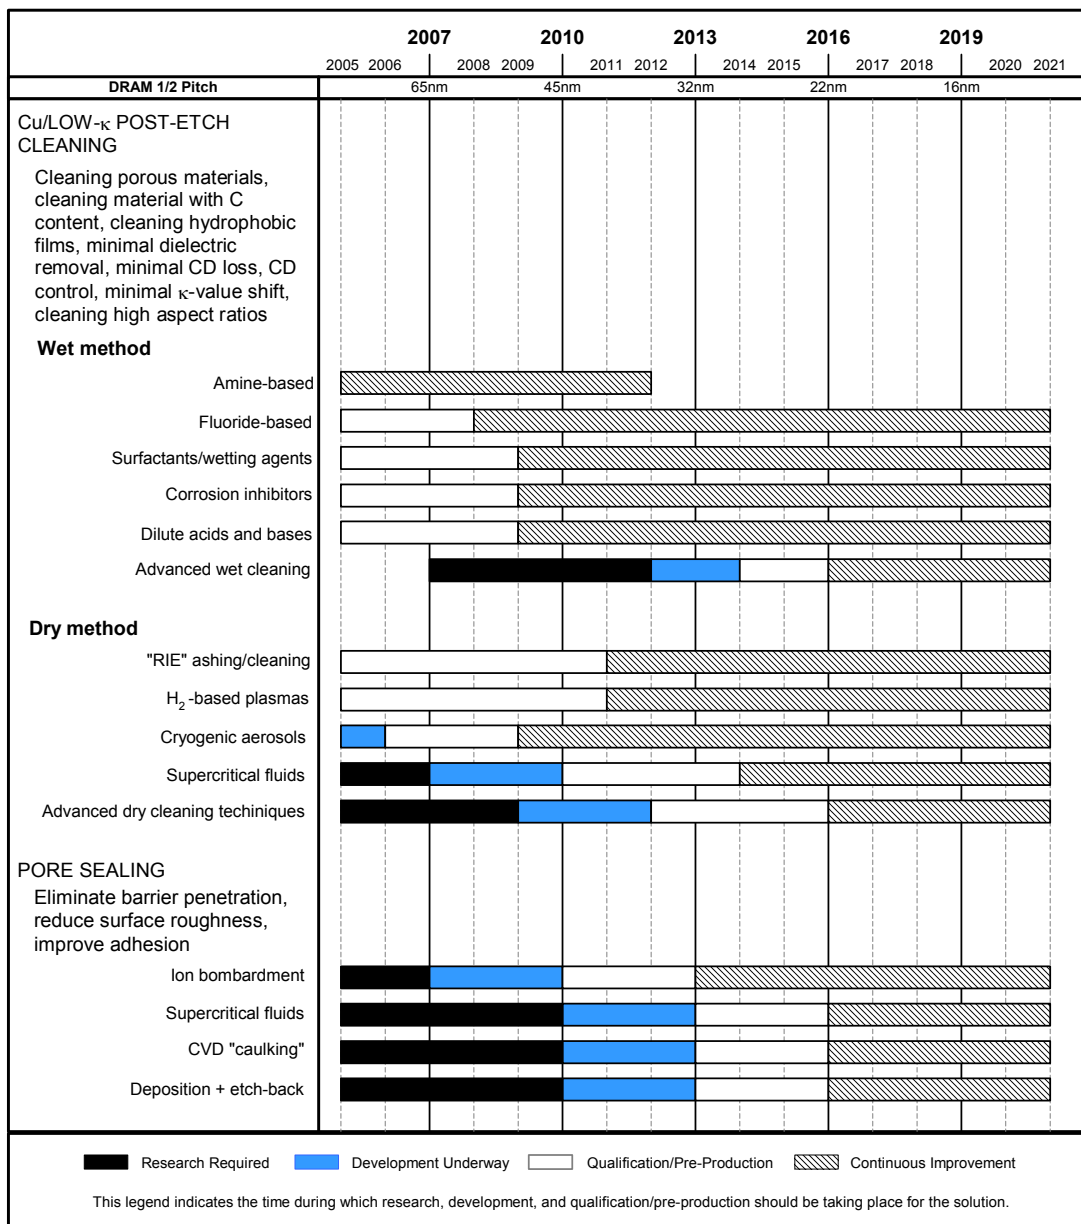 2007 2010 2013 2016 2019
2005 2006 2008 2009 2011 2012 2014 2015 2017 2018 2020 2021
DRAM 1/2 Pitch 65nm 45nm 32nm 22nm 16nm
Cu/LOW-κ POST-ETCH
CLEANING
Cleaning porous materials,
cleaning material with C
content, cleaning hydrophobic
films, minimal dielectric
removal, minimal CD loss, CD
control, minimal κ-value shift,
cleaning high aspect ratios
Wet method
Amine-based
Fluoride-based
Surfactants/wetting agents
Corrosion inhibitors
Dilute acids and bases
Advanced wet cleaning
Dry method
"RIE" ashing/cleaning
H2-based plasmas
Cryogenic aerosols
Supercritical fluids
Advanced dry cleaning techiniques
PORE SEALING
Eliminate barrier penetration,
reduce surface roughness,
improve adhesion
Ion bombardment
Supercritical fluids
CVD "caulking"
Deposition + etch-back
Research Required Development Underway Qualification/Pre-Production Continuous Improvement
This legend indicates the time during which research, development, and qualification/pre-production should be taking place for the solution.